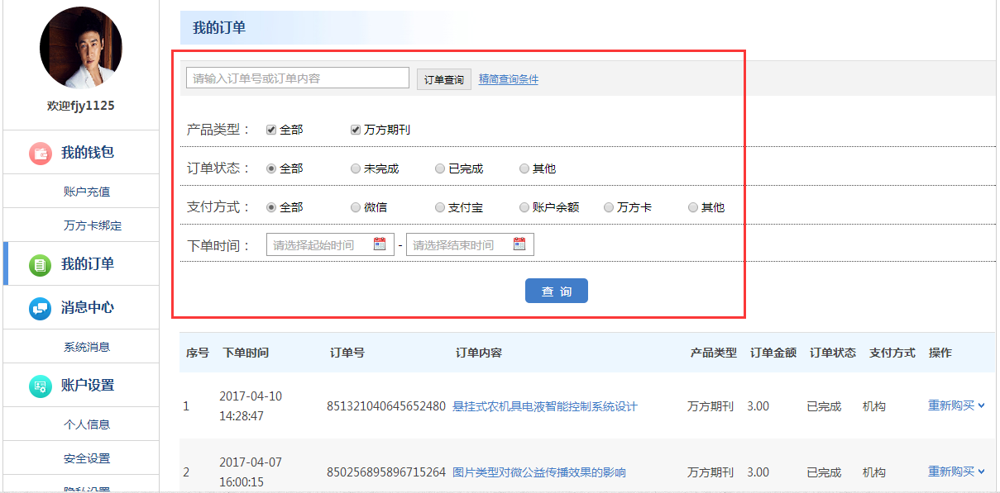 欢迎fjy1125
我的钱包
账户充值
万方卡绑定
我的订单
消息中心
系统消息
账户设置
个人信息
安全设置
隐私设置
我的订单
请输入订单号或订单内容 订单查询 精简查询条件
产品类型： 全部 万方期刊
订单状态： 全部 未完成 已完成 其他
支付方式： 全部 微信 支付宝 账户余额 万方卡 其他
下单时间： 请选择起始时间 - 请选择结束时间
查 询
序号 下单时间 订单号 订单内容 产品类型 订单金额 订单状态 支付方式 操作
1 2017-04-10 14:28:47 851321040645652480 悬挂式农机具电液智能控制系统设计 万方期刊 3.00 已完成 机构 重新购买
2 2017-04-07 16:00:15 850256895896715264 图片类型对微公益传播效果的影响 万方期刊 3.00 已完成 机构 重新购买